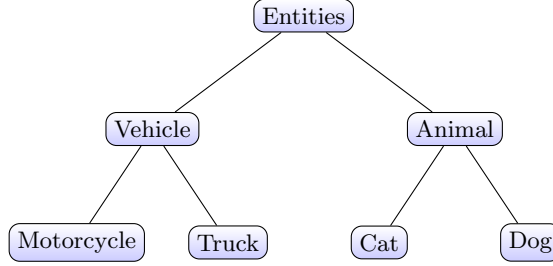 Entities
Vehicle
Animal
Motorcycle
Truck
Cat
Dog